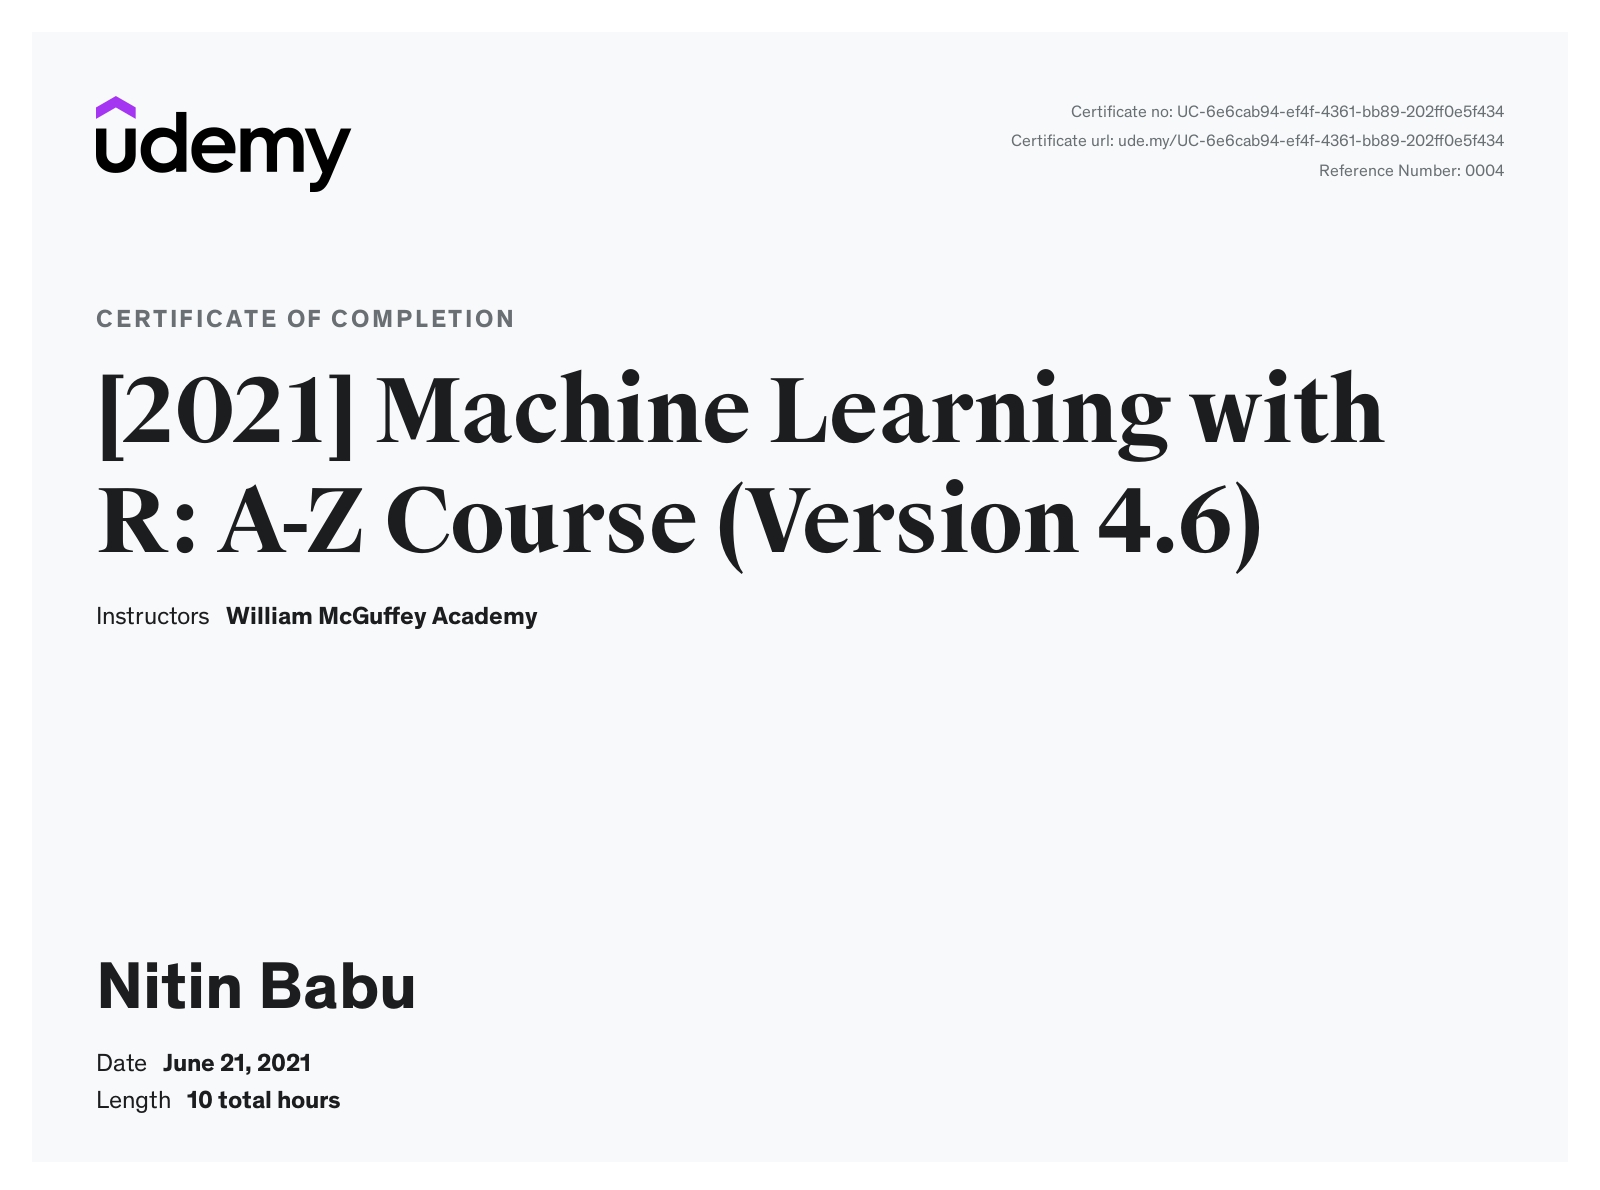 udemy
Certificate no: UC-6e6cab94-ef4f-4361-bb89-202ff0e5f434
Certificate url: ude.my/UC-6e6cab94-ef4f-4361-bb89-202ff0e5f434
Reference Number: 0004
CERTIFICATE OF COMPLETION
[2021] Machine Learning with
R: A-Z Course (Version 4.6)
Instructors William McGuffey Academy
Nitin Babu
Date June 21, 2021
Length 10 total hours